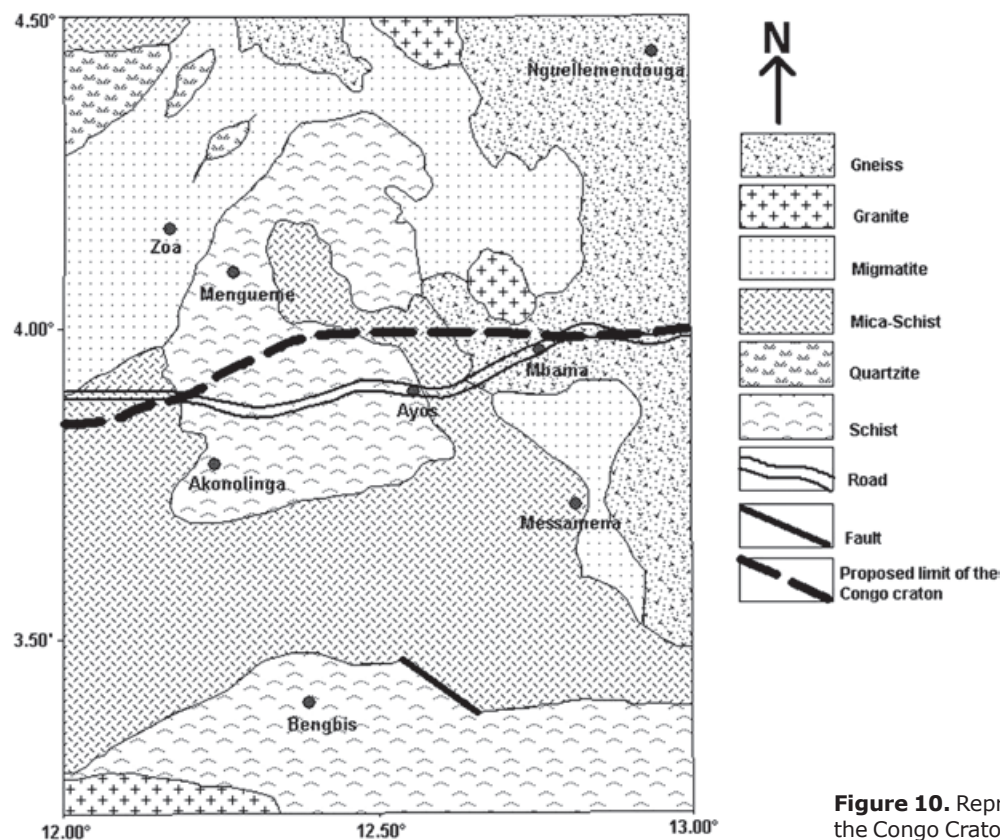 4.50°
Nguellemendouga
Zoa
Mengueme
4.00°
Mbama
Ayos
Akonolinga
Messamena
3.50'
Bengbis
12.00°
12.50°
13.00°
N
Gneiss
Granite
Migmatite
Mica-Schist
Quartzite
Schist
Road
Fault
Proposed limit of the
Congo craton
Figure 10. Repr
the Congo Crato